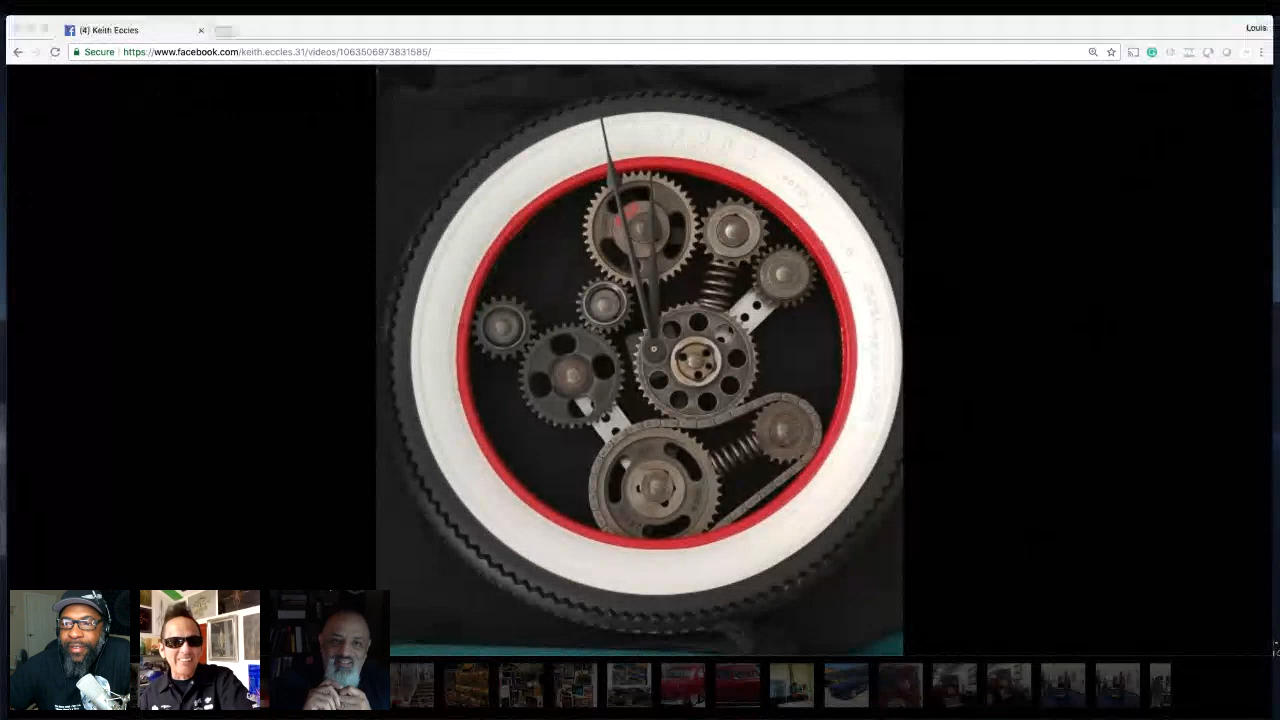 (4) Keith Eccles
Louis
Secure https://www.facebook.com/keith.eccles.31/videos/1063506973831585/